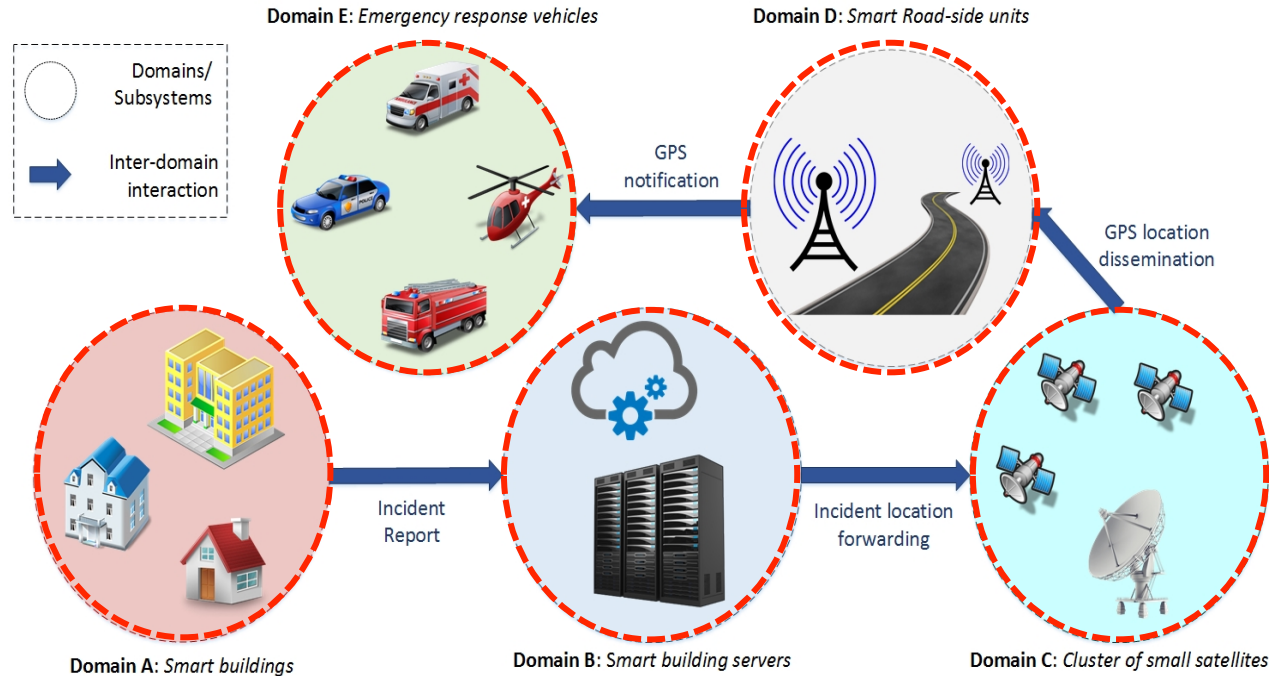 Domain E: Emergency response vehicles
Domain D: Smart Road-side units
Domains/
Subsystems
Inter-domain
interaction
GPS
notification
GPS location
dissemination
POLICE
Incident
Report
Incident location
forwarding
Domain A: Smart buildings
Domain B: Smart building servers
Domain C: Cluster of small satellites